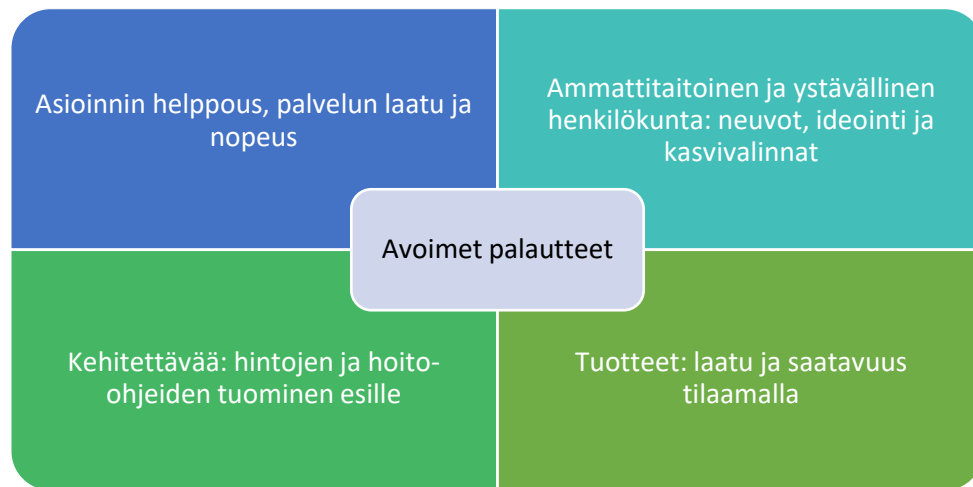 Asioinnin helppous, palvelun laatu ja
nopeus
Ammattitaitoinen ja ystävällinen
henkilökunta: neuvot, ideointi ja
kasvivalinnat
Avoimet palautteet
Kehitettävää: hintojen ja hoito-
ohjeiden tuominen esille
Tuotteet: laatu ja saatavuus
tilaamalla